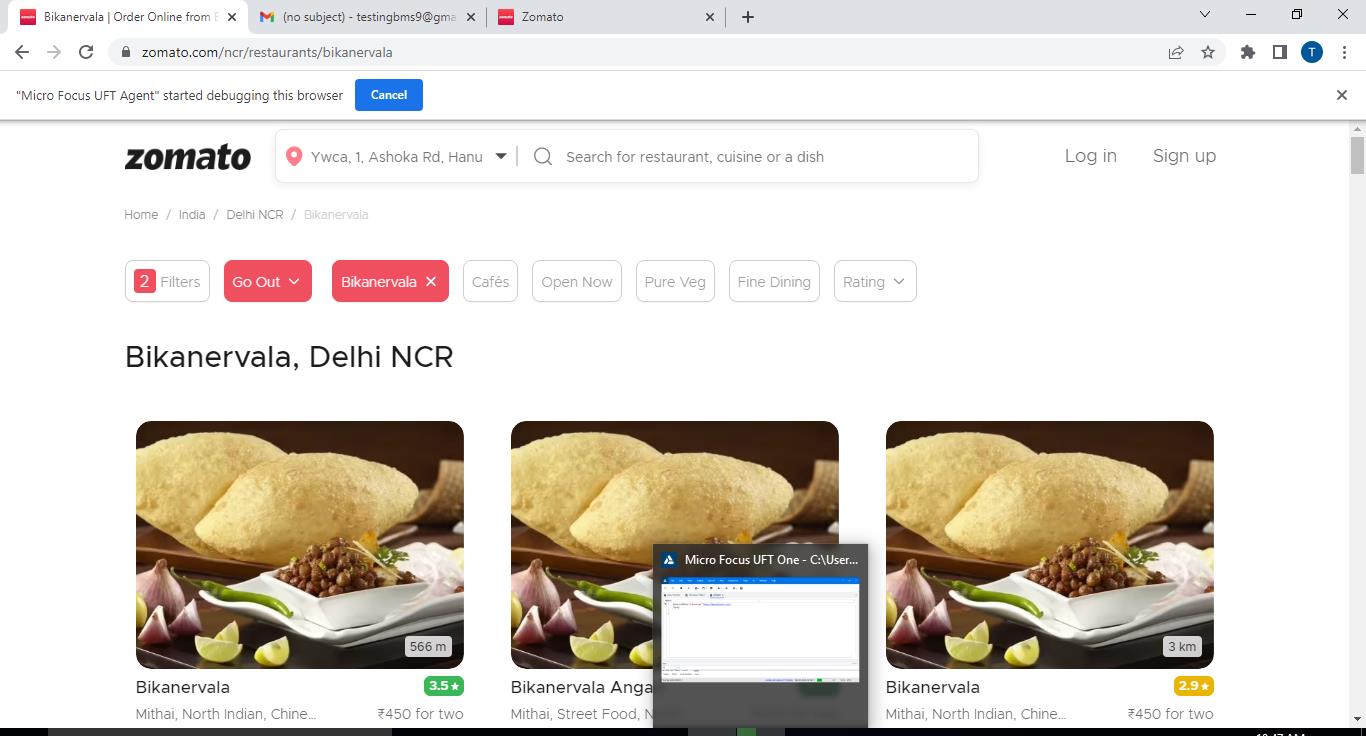 Bikanervala | Order Online from
(no subject) - testingbms9@gma
Zomato
zomato.com/ncr/restaurants/bikanervala
T
"Micro Focus UFT Agent" started debugging this browser
Cancel
zomato
Ywca, 1, Ashoka Rd, Hanu
Search for restaurant, cuisine or a dish
Log in
Sign up
Home / India / Delhi NCR / Bikanervala
2 Filters
Go Out
Bikanervala
Cafés
Open Now
Pure Veg
Fine Dining
Rating
Bikanervala, Delhi NCR
566 m
3 km
Micro Focus UFT One - C:\User...
Bikanervala
3.5
Mithai, North Indian, Chine...
₹450 for two
Bikanervala Anga
Mithai, Street Food, N
Bikanervala
2.9
Mithai, North Indian, Chine...
₹450 for two